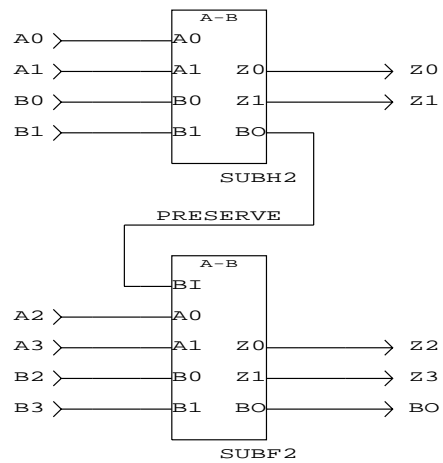 A-B
A0 A0
A1 A1 Z0 Z0
B0 B0 Z1 Z1
B1 B1 BO
SUBH2
PRESERVE
A-B
BI
A2 A0
A3 A1 Z0 Z2
B2 B0 Z1 Z3
B3 B1 BO BO
SUBF2